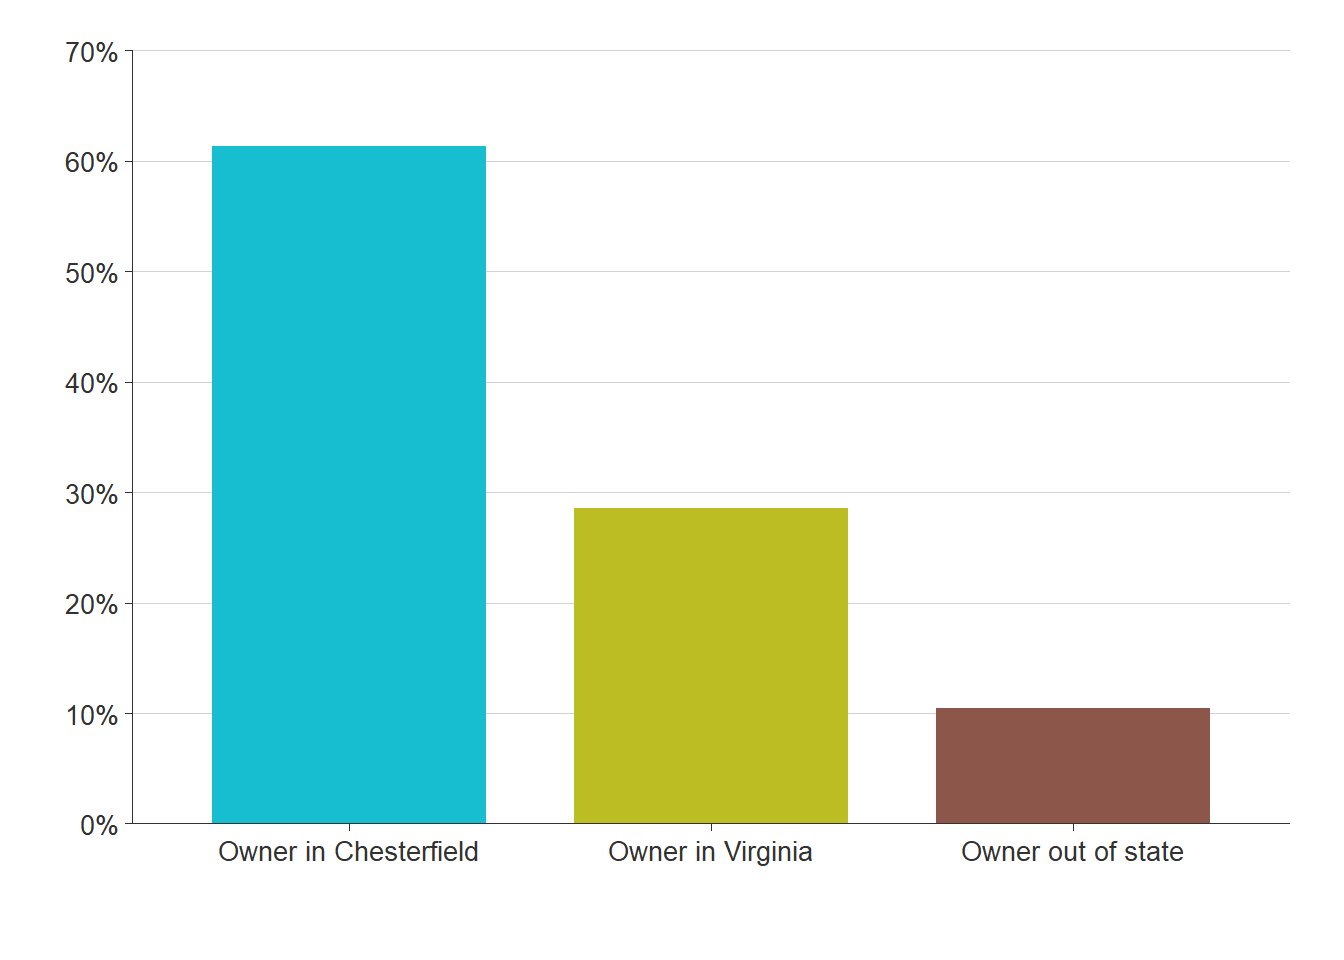 70%
60%
50%
40%
30%
20%
10%
0%
Owner in Chesterfield
Owner in Virginia
Owner out of state